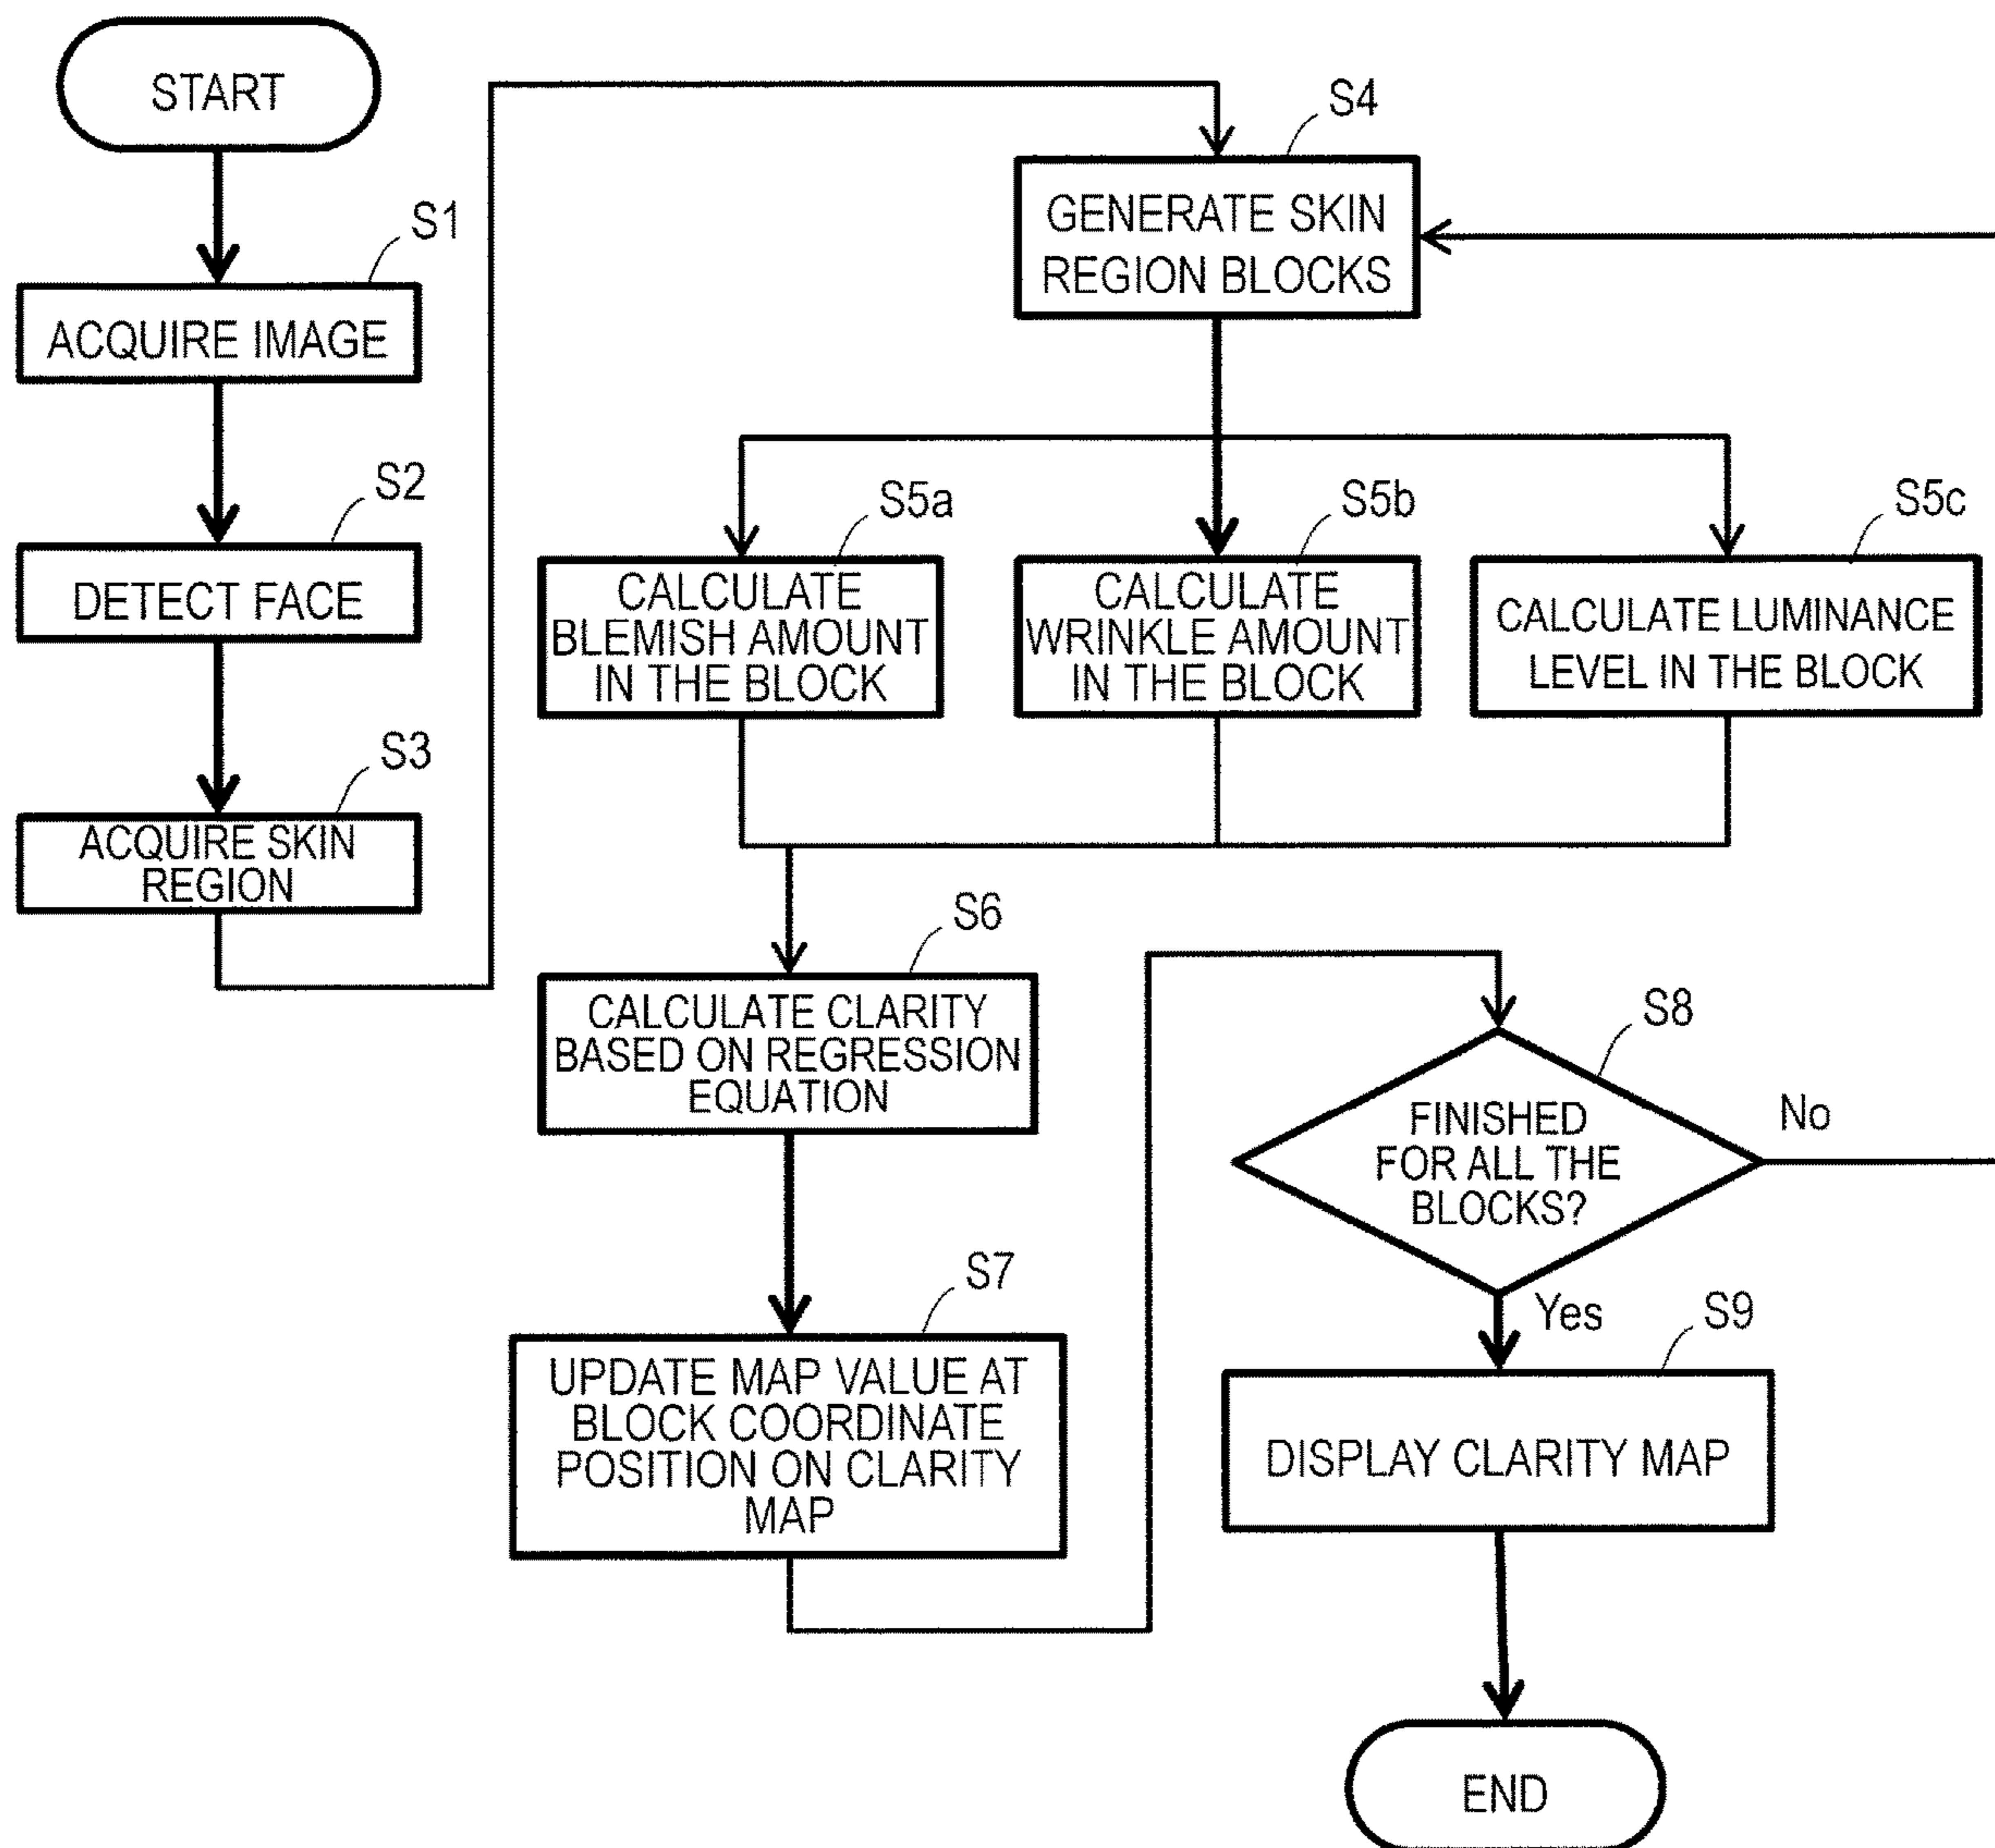 START
S1
ACQUIRE IMAGE
S2
DETECT FACE
S3
ACQUIRE SKIN
REGION
S4
GENERATE SKIN
REGION BLOCKS
S5a
CALCULATE
BLEMISH AMOUNT
IN THE BLOCK
S5b
CALCULATE
WRINKLE AMOUNT
IN THE BLOCK
S5c
CALCULATE LUMINANCE
LEVEL IN THE BLOCK
S6
CALCULATE CLARITY
BASED ON REGRESSION
EQUATION
S7
UPDATE MAP VALUE AT
BLOCK COORDINATE
POSITION ON CLARITY
MAP
S8
FINISHED
FOR ALL THE
BLOCKS?
No
Yes
S9
DISPLAY CLARITY MAP
END